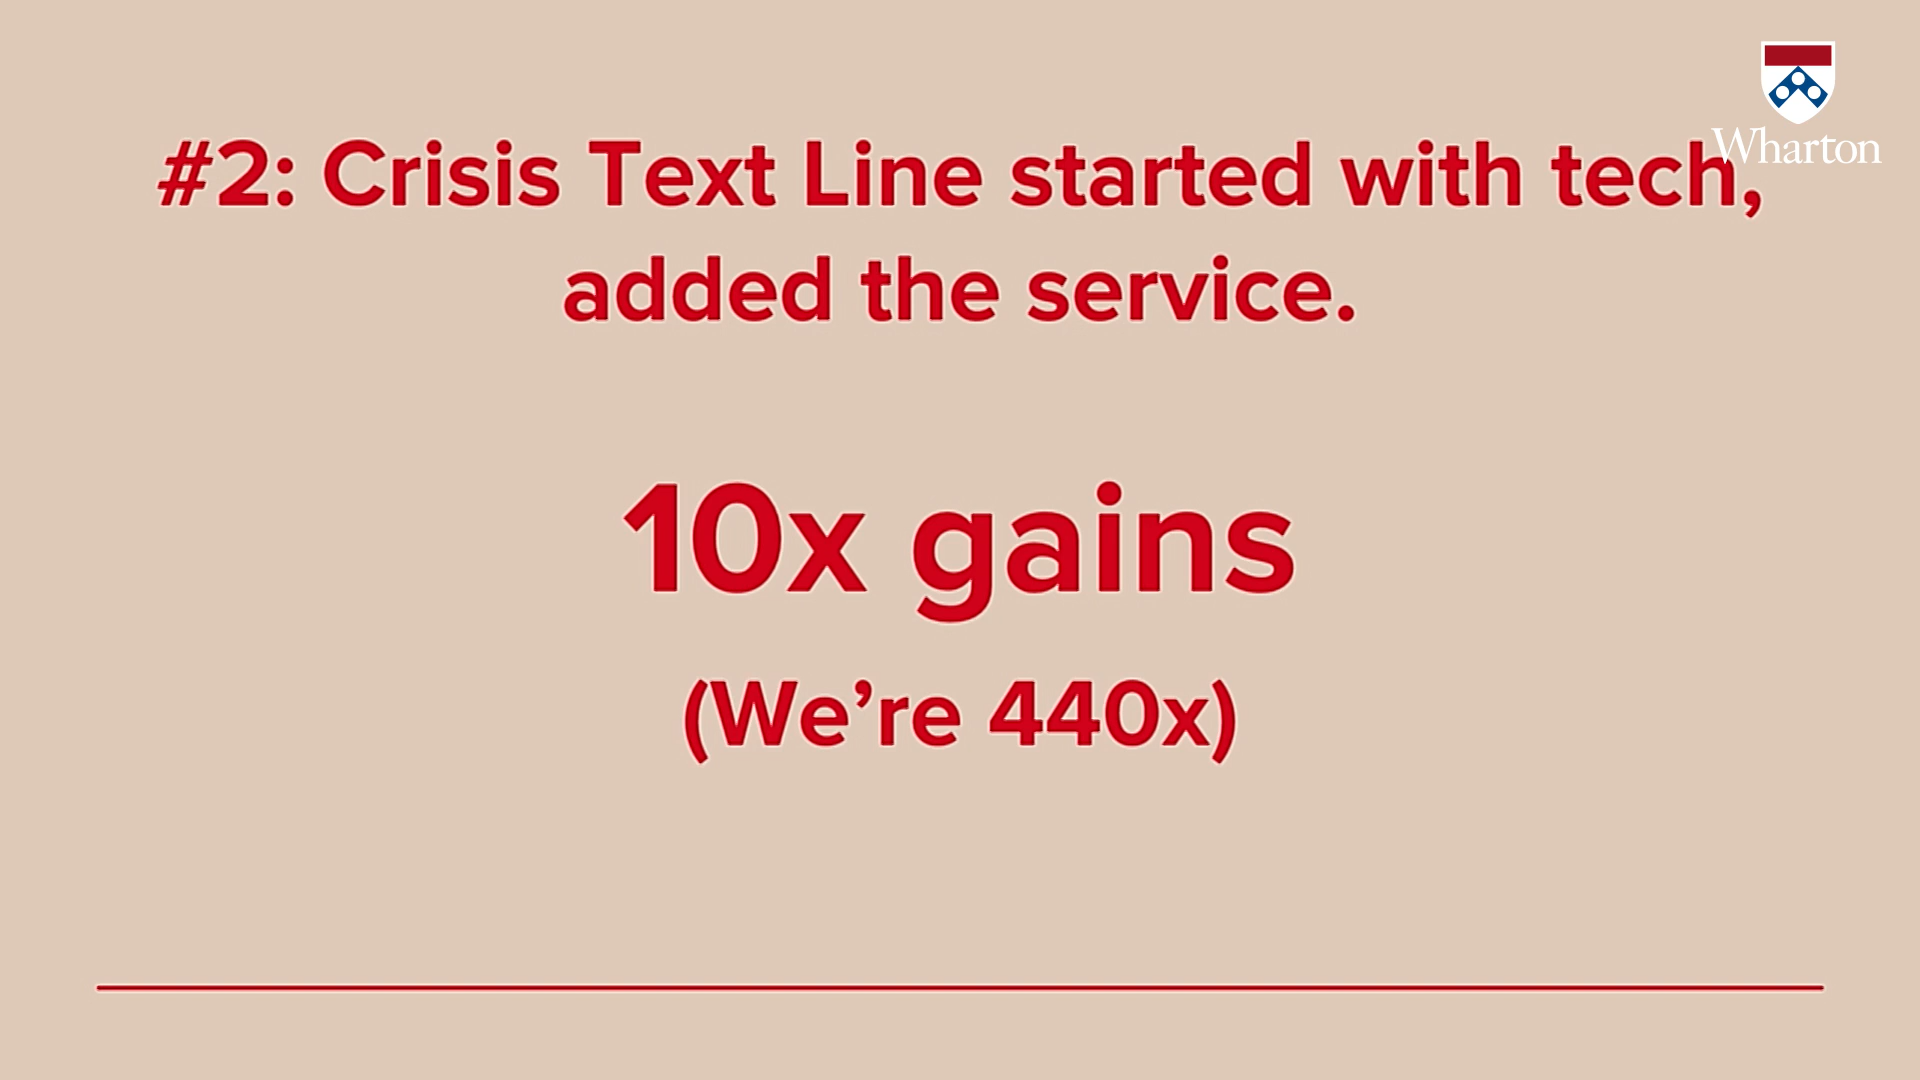 Wharton
#2: Crisis Text Line started with tech,
added the service.
10x gains
(We’re 440x)